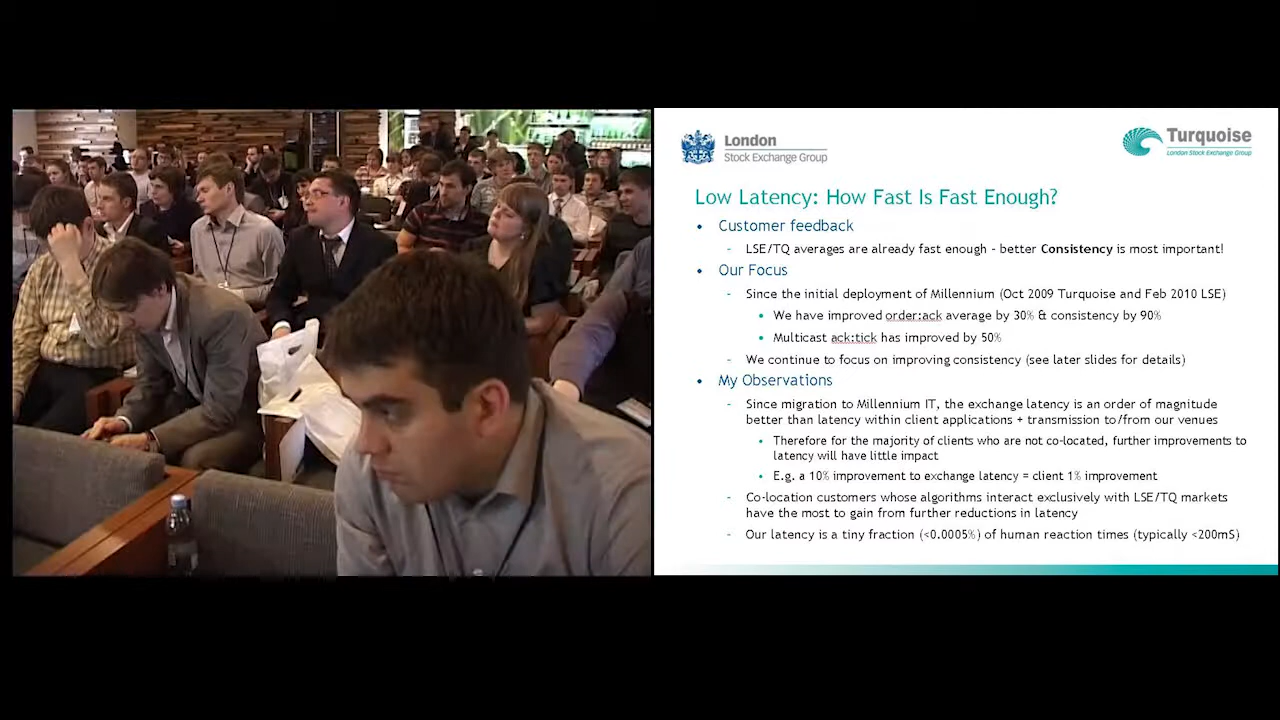 London
Stock Exchange Group
Turquoise
London Stock Exchange Group
Low Latency: How Fast Is Fast Enough?
• Customer feedback
– LSE/TQ averages are already fast enough – better Consistency is most important!
• Our Focus
– Since the initial deployment of Millennium (Oct 2009 Turquoise and Feb 2010 LSE)
• We have improved order:ack average by 30% & consistency by 90%
• Multicast ack:tick has improved by 50%
– We continue to focus on improving consistency (see later slides for details)
• My Observations
– Since migration to Millennium IT, the exchange latency is an order of magnitude
better than latency within client applications + transmission to/from our venues
• Therefore for the majority of clients who are not co-located, further improvements to
latency will have little impact
• E.g. a 10% improvement to exchange latency = client 1% improvement
– Co-location customers whose algorithms interact exclusively with LSE/TQ markets
have the most to gain from further reductions in latency
– Our latency is a tiny fraction (<0.0005%) of human reaction times (typically <200mS)